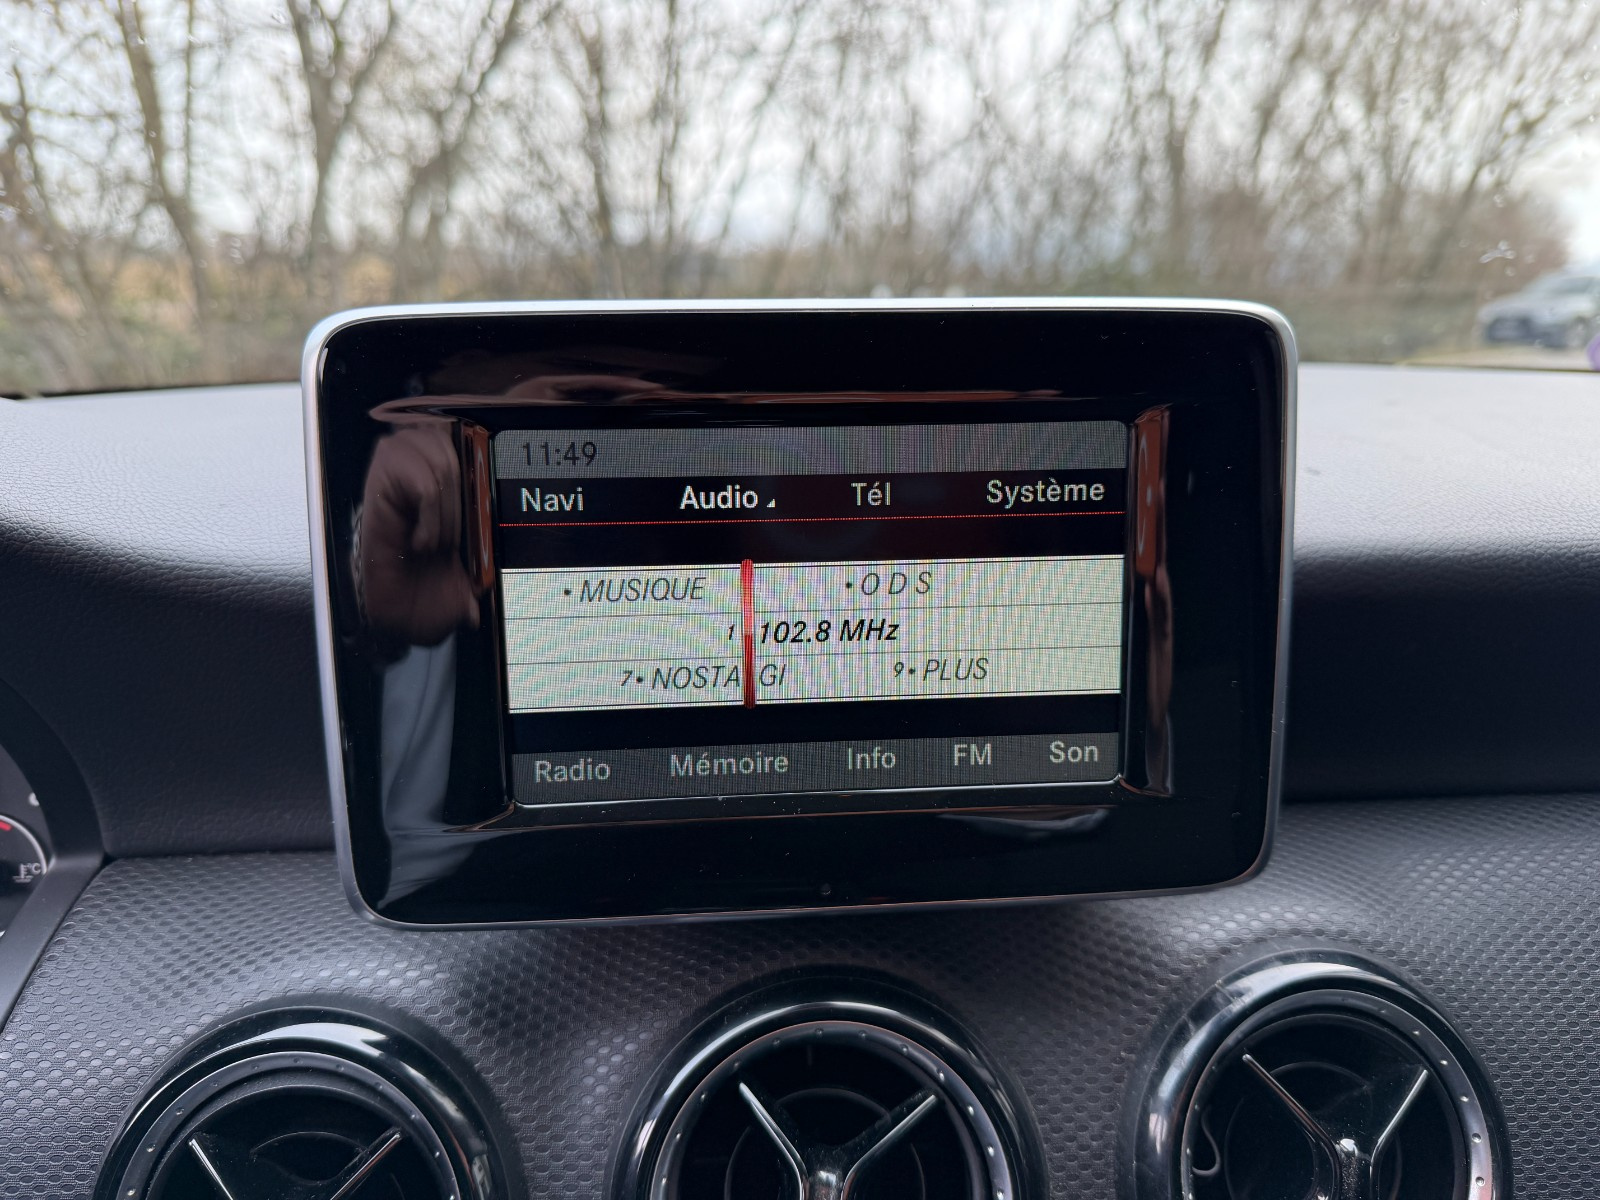 11:49
Navi Audio Tél Système
• MUSIQUE • O D S
1 102.8 MHz
7• NOSTA GI 9• PLUS
Radio Mémoire Info FM Son
°C